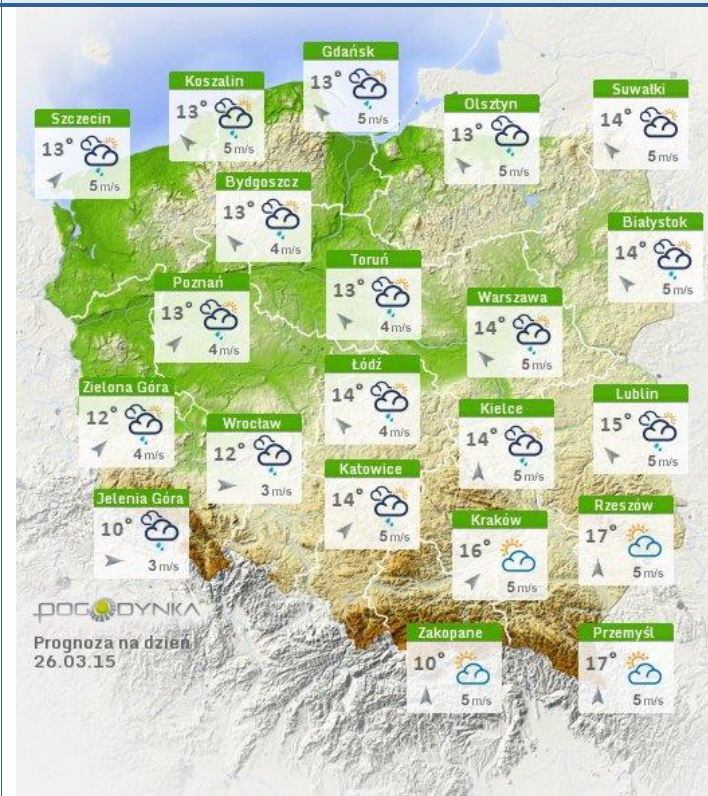 Gdańsk
13°
5 m/s
Koszalin
13°
5 m/s
Suwałki
14°
5 m/s
Olsztyn
13°
5 m/s
Szczecin
13°
5 m/s
Bydgoszcz
13°
4 m/s
Białystok
14°
5 m/s
Toruń
13°
4 m/s
Poznań
13°
4 m/s
Warszawa
14°
5 m/s
Łódź
14°
4 m/s
Zielona Góra
12°
4 m/s
Lublin
15°
5 m/s
Kielce
14°
5 m/s
Wrocław
12°
3 m/s
Katowice
14°
5 m/s
Jelenia Góra
10°
3 m/s
Rzeszów
17°
5 m/s
Kraków
16°
5 m/s
POGODYNKA
Prognoza na dzień
26.03.15
Zakopane
10°
5 m/s
Przemyśl
17°
5 m/s